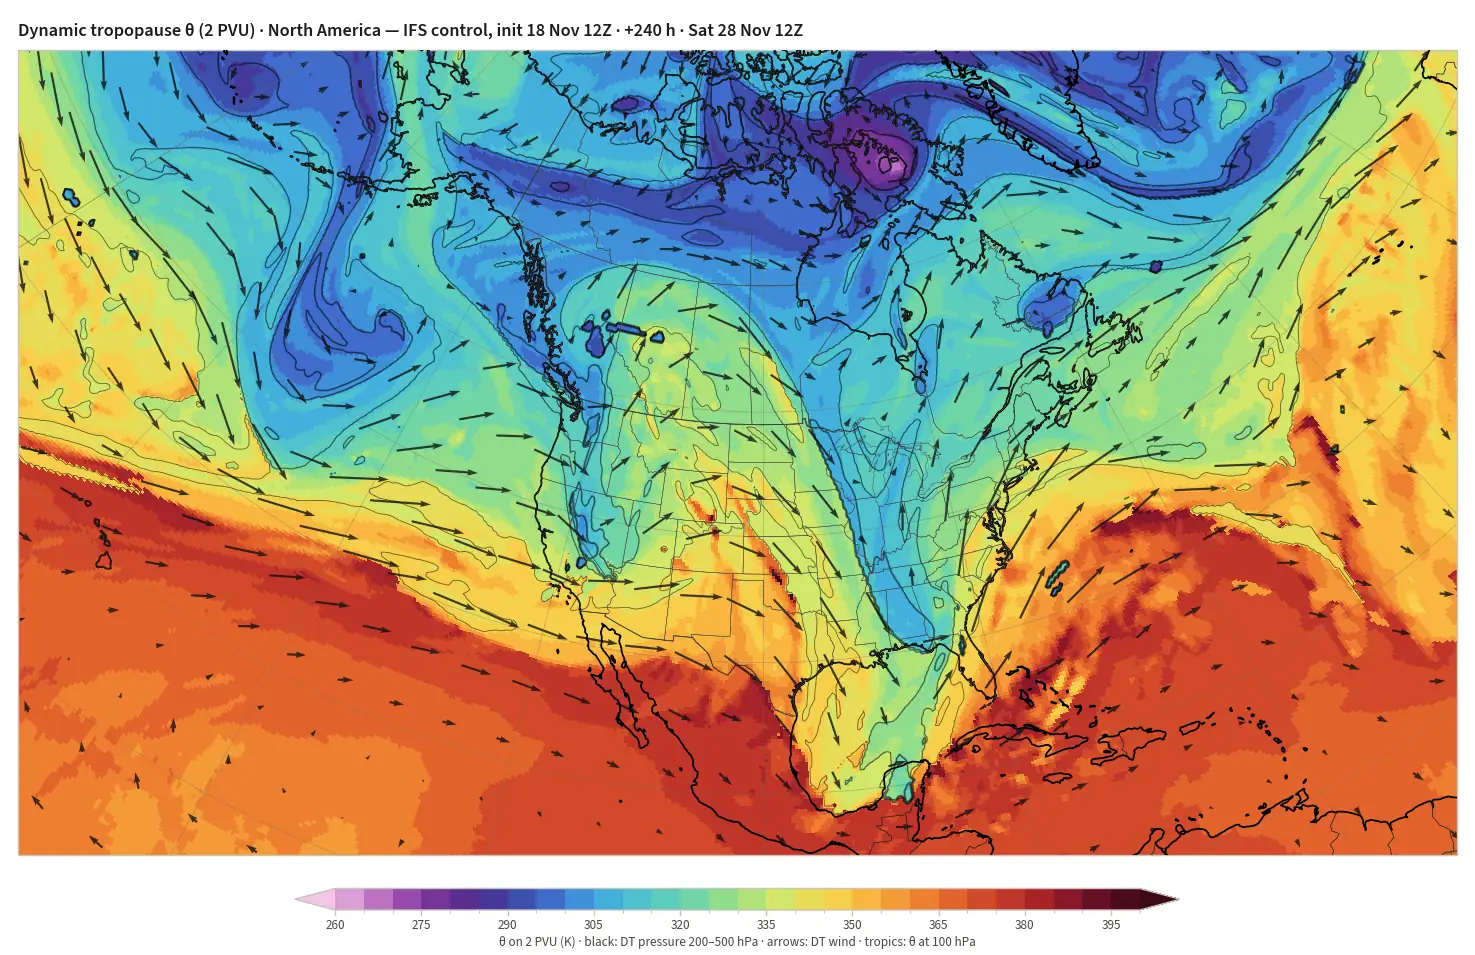 Dynamic tropopause θ (2 PVU) · North America — IFS control, init 18 Nov 12Z · +240 h · Sat 28 Nov 12Z
260 275 290 305 320 335 350 365 380 395
θ on 2 PVU (K) · black: DT pressure 200–500 hPa · arrows: DT wind · tropics: θ at 100 hPa